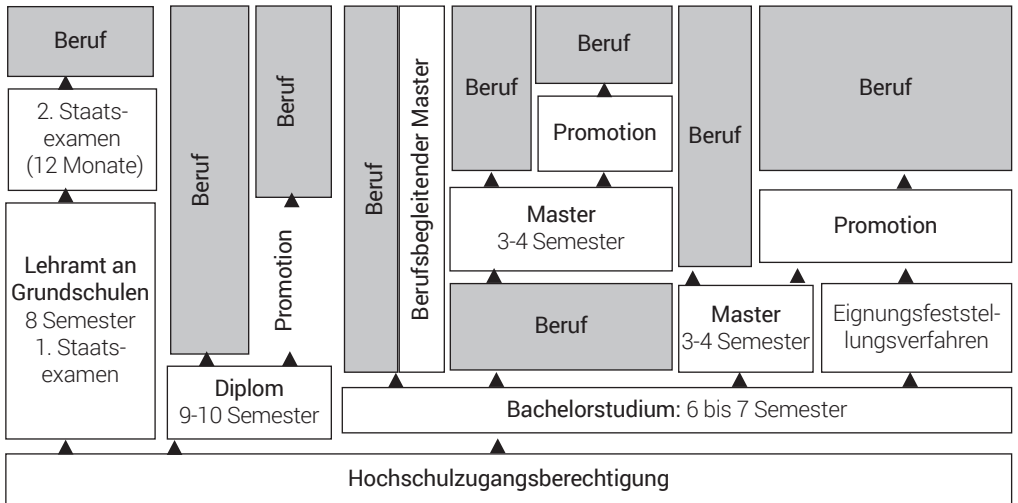 Beruf
2. Staats-
examen
(12 Monate)
Lehramt an
Grundschulen
8 Semester
1. Staats-
examen
Beruf
Beruf
Promotion
Diplom
9-10 Semester
Beruf
Berufsbegleitender Master
Beruf
Beruf
Promotion
Master
3-4 Semester
Beruf
Beruf
Master
3-4 Semester
Beruf
Promotion
Eignungsfeststel-
lungsverfahren
Bachelorstudium: 6 bis 7 Semester
Hochschulzugangsberechtigung